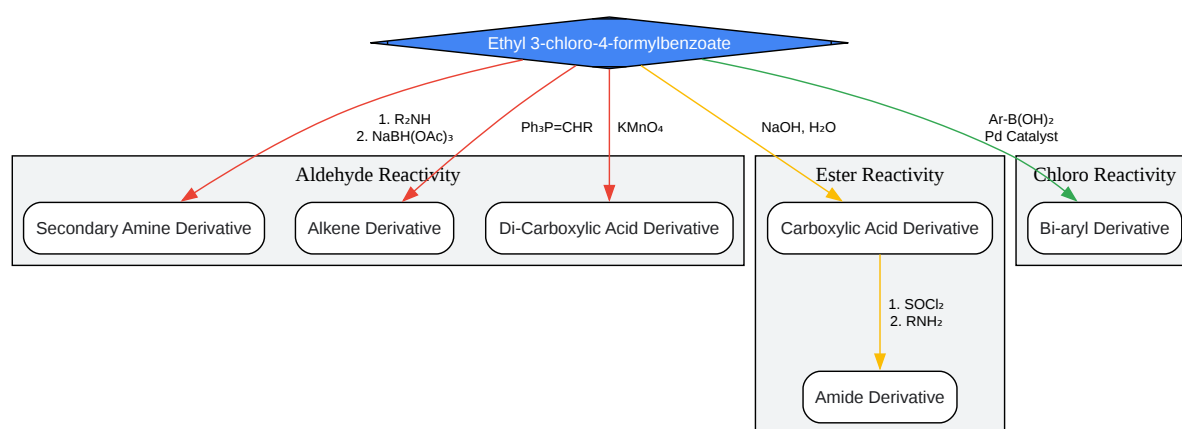 Ethyl 3-chloro-4-formylbenzoate
1. R₂NH
2. NaBH(OAc)₃
Ph₃P=CHR
KMnO₄
NaOH, H₂O
Ar-B(OH)₂
Pd Catalyst
Aldehyde Reactivity
Ester Reactivity
Chloro Reactivity
Secondary Amine Derivative
Alkene Derivative
Di-Carboxylic Acid Derivative
Carboxylic Acid Derivative
Bi-aryl Derivative
1. SOCl₂
2. RNH₂
Amide Derivative